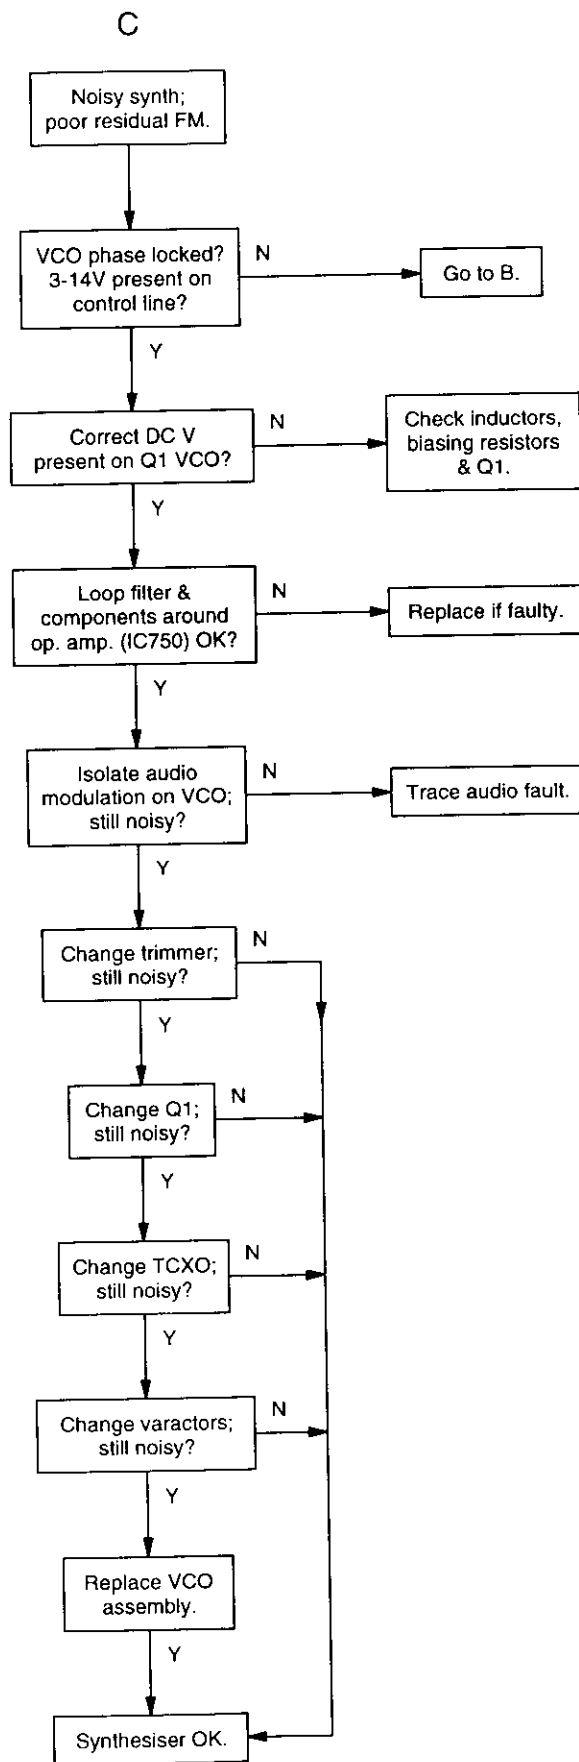 C
Noisy synth;
poor residual FM.
VCO phase locked?
3-14V present on
control line?
N
Go to B.
Y
Correct DC V
present on Q1 VCO?
N
Check inductors,
biasing resistors
& Q1.
Y
Loop filter &
components around
op. amp. (IC750) OK?
N
Replace if faulty.
Y
Isolate audio
modulation on VCO;
still noisy?
N
Trace audio fault.
Y
Change trimmer;
still noisy?
N
Y
Change Q1;
still noisy?
N
Y
Change TCXO;
still noisy?
N
Y
Change varactors;
still noisy?
N
Y
Replace VCO
assembly.
Y
Synthesiser OK.